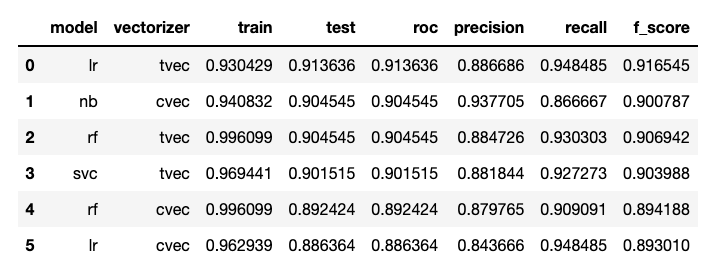 model vectorizer train test roc precision recall f_score
0 lr tvec 0.930429 0.913636 0.913636 0.886686 0.948485 0.916545
1 nb cvec 0.940832 0.904545 0.904545 0.937705 0.866667 0.900787
2 rf tvec 0.996099 0.904545 0.904545 0.884726 0.930303 0.906942
3 svc tvec 0.969441 0.901515 0.901515 0.881844 0.927273 0.903988
4 rf cvec 0.996099 0.892424 0.892424 0.879765 0.909091 0.894188
5 lr cvec 0.962939 0.886364 0.886364 0.843666 0.948485 0.893010